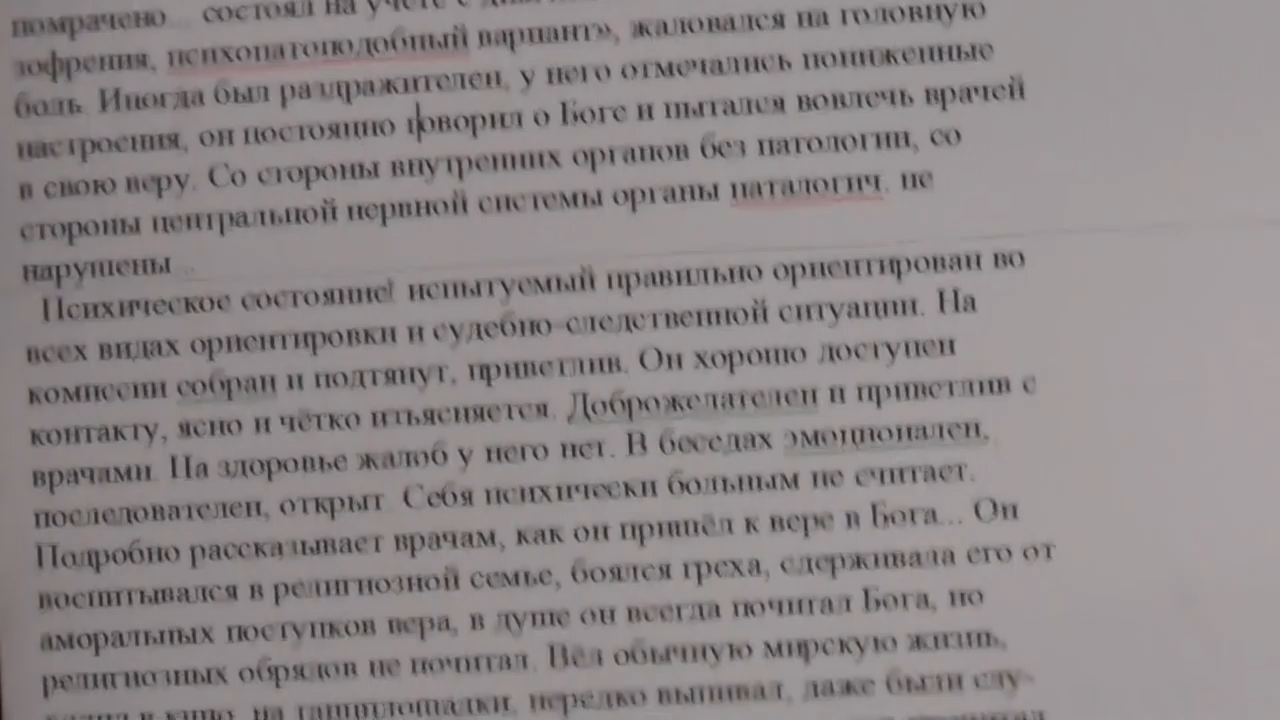 помрачено... состоял на учёте с
зофрения, психопатоподобный вариант», жаловался на головную
боль. Иногда был раздражителен, у него отмечались пониженные
настроения, он постоянно говорил о Боге и пытался вовлечь врачей
в свою веру. Со стороны внутренних органов без патологии, со
стороны центральной нервной системы органы паталогич. не
нарушены...
Психическое состояние! испытуемый правильно ориентирован во
всех видах ориентировки и судебно-следственной ситуации. На
комиссии собран и подтянут, приветлив. Он хорошо доступен
контакту, ясно и чётко изъясняется. Доброжелателен и приветлив с
врачами. На здоровье жалоб у него нет. В беседах эмоционален,
последователен, открыт. Себя психически больным не считает.
Подробно рассказывает врачам, как он пришёл к вере в Бога... Он
воспитывался в религиозной семье, боялся греха, сдерживала его от
аморальных поступков вера, в душе он всегда почитал Бога, но
религиозных обрядов не почитал. Вёл обычную мирскую жизнь,
в кино, на танцплощадки, нередко выпивал, даже были слу-